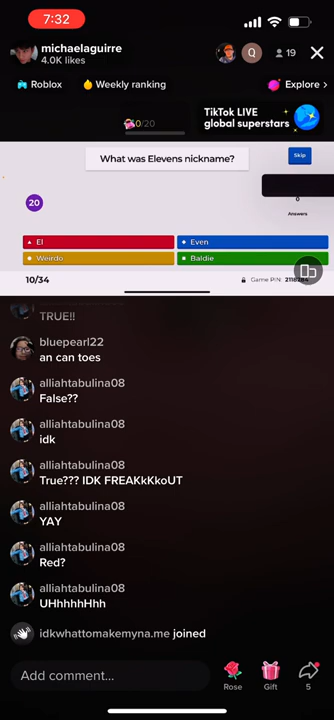 7:32
michaelaguirre
4.0K likes
Q
19
Roblox
Weekly ranking
Explore >
0/20
TikTok LIVE
global superstars
What was Elevens nickname?
Skip
20
0
Answers
El
Even
Weirdo
Baldie
10/34
Game PIN:
TRUE!!
bluepearl22
an can toes
alliahtabulina08
False??
alliahtabulina08
idk
alliahtabulina08
True??? IDK FREAKkKkoUT
alliahtabulina08
YAY
alliahtabulina08
Red?
alliahtabulina08
UHhhhhHhh
idkwhattomakemyna.me joined
Add comment...
Rose
Gift
5